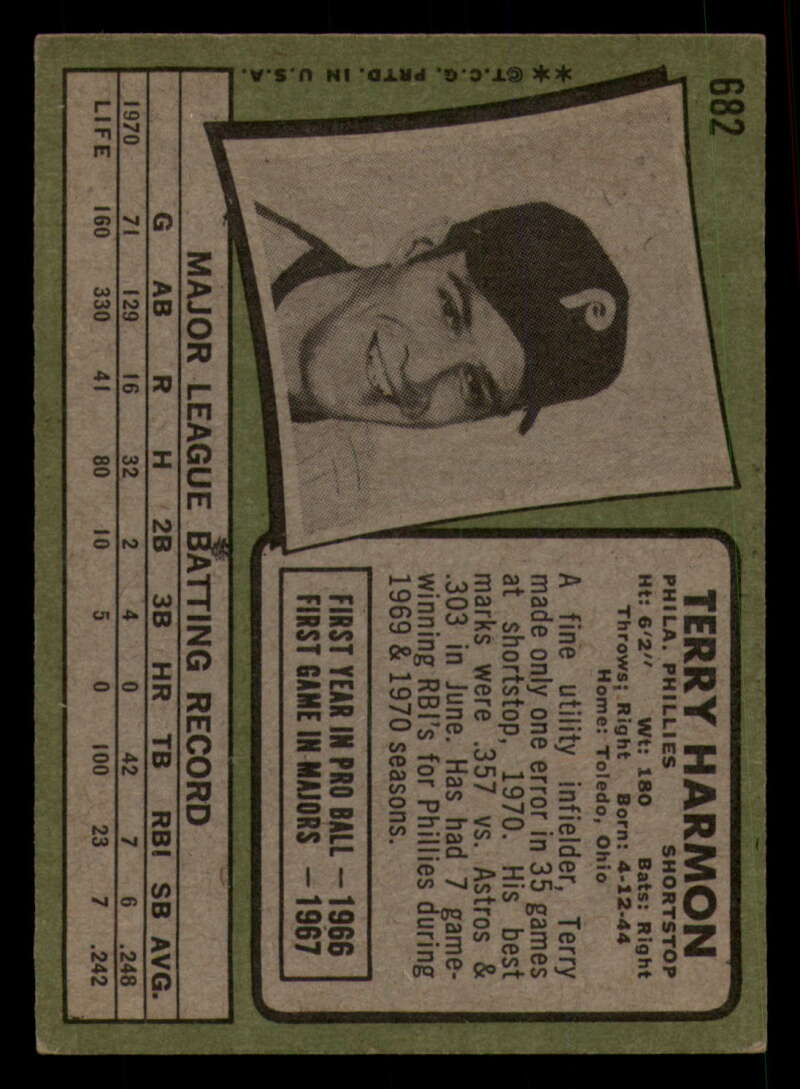 682
TERRY HARMON
PHILA. PHILLIES SHORTSTOP
Ht: 6'2" Wt: 180 Bats: Right
Throws: Right Born: 4-12-44
Home: Toledo, Ohio
A fine utility infielder, Terry
made only one error in 35 games
at shortstop, 1970. His best
marks were .357 vs. Astros &
.303 in June. Has had 7 game-
winning RBI's for Phillies during
1969 & 1970 seasons.
FIRST YEAR IN PRO BALL — 1966
FIRST GAME IN MAJORS — 1967
P
MAJOR LEAGUE BATTING RECORD
G AB R H 2B 3B HR TB RBI SB AVG.
1970 71 129 16 32 2 4 0 42 7 6 .248
LIFE 160 330 41 80 10 5 0 100 23 7 .242
**©T.C.G. PRTD. IN U.S.A.